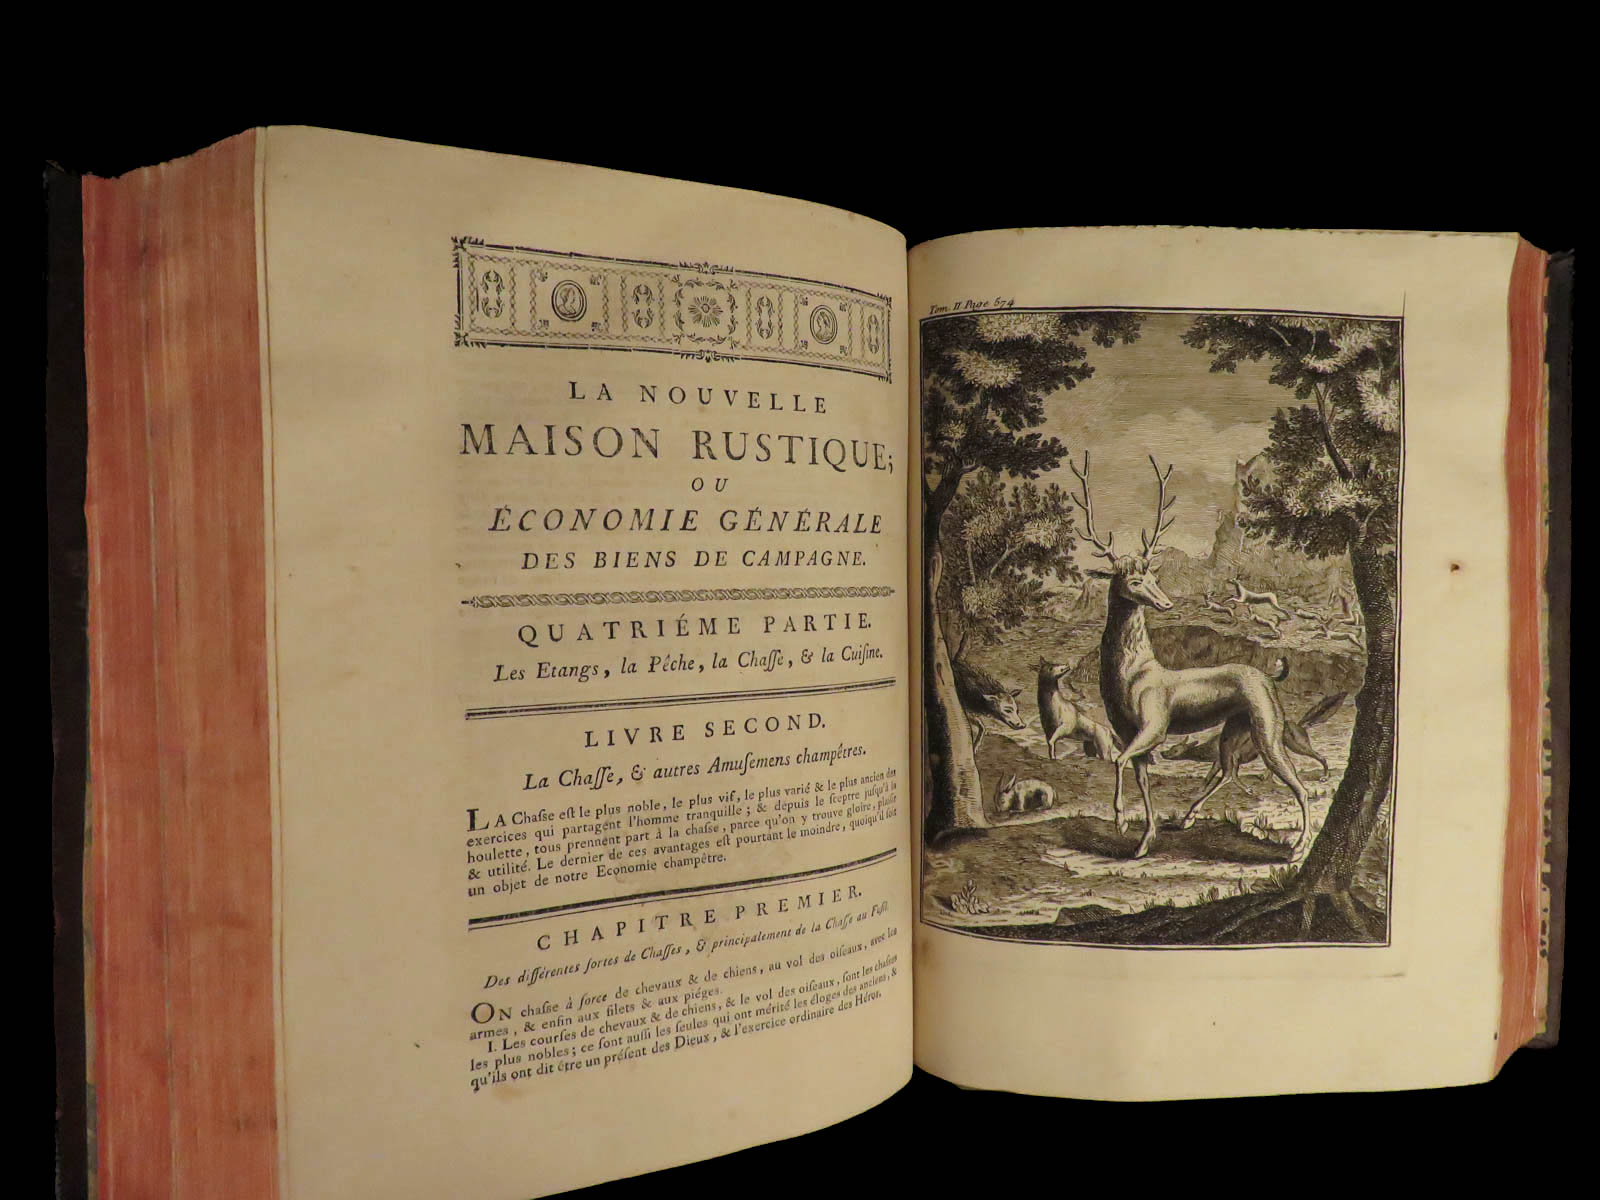 LA NOUVELLE
MAISON RUSTIQUE;
OU
ÉCONOMIE GÉNÉRALE
DES BIENS DE CAMPAGNE.
QUATRIÉME PARTIE.
Les Etangs, la Pêche, la Chaſſe, & la Cuiſine.
LIVRE SECOND.
La Chaſſe, & autres Amuſemens champêtres.
LA Chaſſe eſt le plus noble, le plus vif, le plus varié & le plus ancien des
exercices qui partagent l'homme tranquille; & depuis le ſceptre juſqu'à la
houlette, tous prennent part à la chaſſe, parce qu'on y trouve gloire, plaiſir
& utilité. Le dernier de ces avantages eſt pourtant le moindre, quoiqu'il ſoit
un objet de notre Economie champêtre.
CHAPITRE PREMIER.
Des différentes ſortes de Chaſſes, & principalement de la Chaſſe au Fuſil.
ON chaſſe à force de chevaux & de chiens, au vol des oiſeaux, avec les
armes, & enfin aux filets & aux piéges.
I. Les courſes de chevaux & de chiens, & le vol des oiſeaux, ſont les chaſſes
les plus nobles; ce ſont auſſi les ſeules qui ont mérité les éloges des anciens, &
qu'ils ont dit être un préſent des Dieux, & l'exercice ordinaire des Héros.
Tom. II Page 674